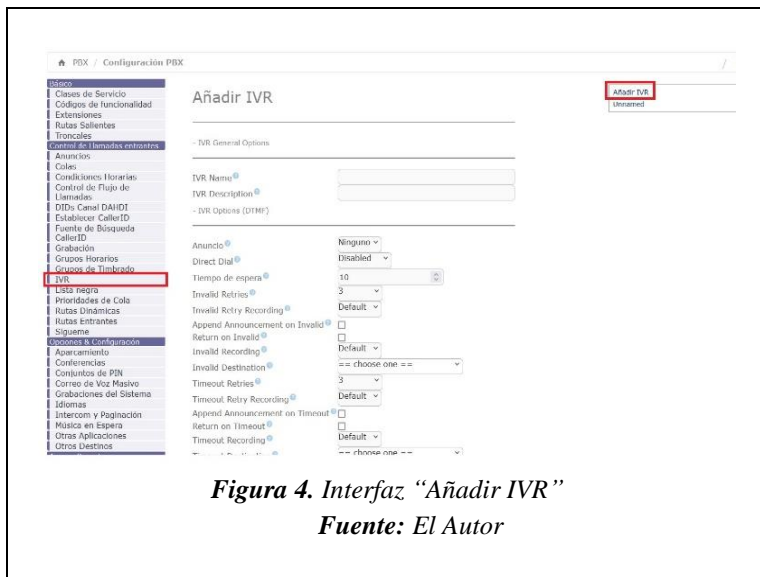 PBX / Configuración PBX /
Básico
Clases de Servicio
Códigos de funcionalidad
Extensiones
Rutas Salientes
Troncales
Control de Llamadas entrantes
Anuncios
Colas
Condiciones Horarias
Control de Flujo de
Llamadas
DIDs Canal DAHDI
Establecer CallerID
Fuente de Búsqueda
CallerID
Grabación
Grupos Horarios
Grupos de Timbrado
IVR
Lista negra
Prioridades de Cola
Rutas Dinámicas
Rutas Entrantes
Sígueme
Opciones & Configuración
Aparcamiento
Conferencias
Conjuntos de PIN
Correo de Voz Masivo
Grabaciones del Sistema
Idiomas
Intercom y Paginación
Música en Espera
Otras Aplicaciones
Otros Destinos
Añadir IVR
- IVR General Options
IVR Name
IVR Description
- IVR Options (DTMF)
Anuncio Ninguno
Direct Dial Disabled
Tiempo de espera 10
Invalid Retries 3
Invalid Retry Recording Default
Append Announcement on Invalid
Return on Invalid
Invalid Recording Default
Invalid Destination == choose one ==
Timeout Retries 3
Timeout Retry Recording Default
Append Announcement on Timeout
Return on Timeout
Timeout Recording Default
== choose one ==
Añadir IVR
Unnamed
Figura 4. Interfaz “Añadir IVR”
Fuente: El Autor